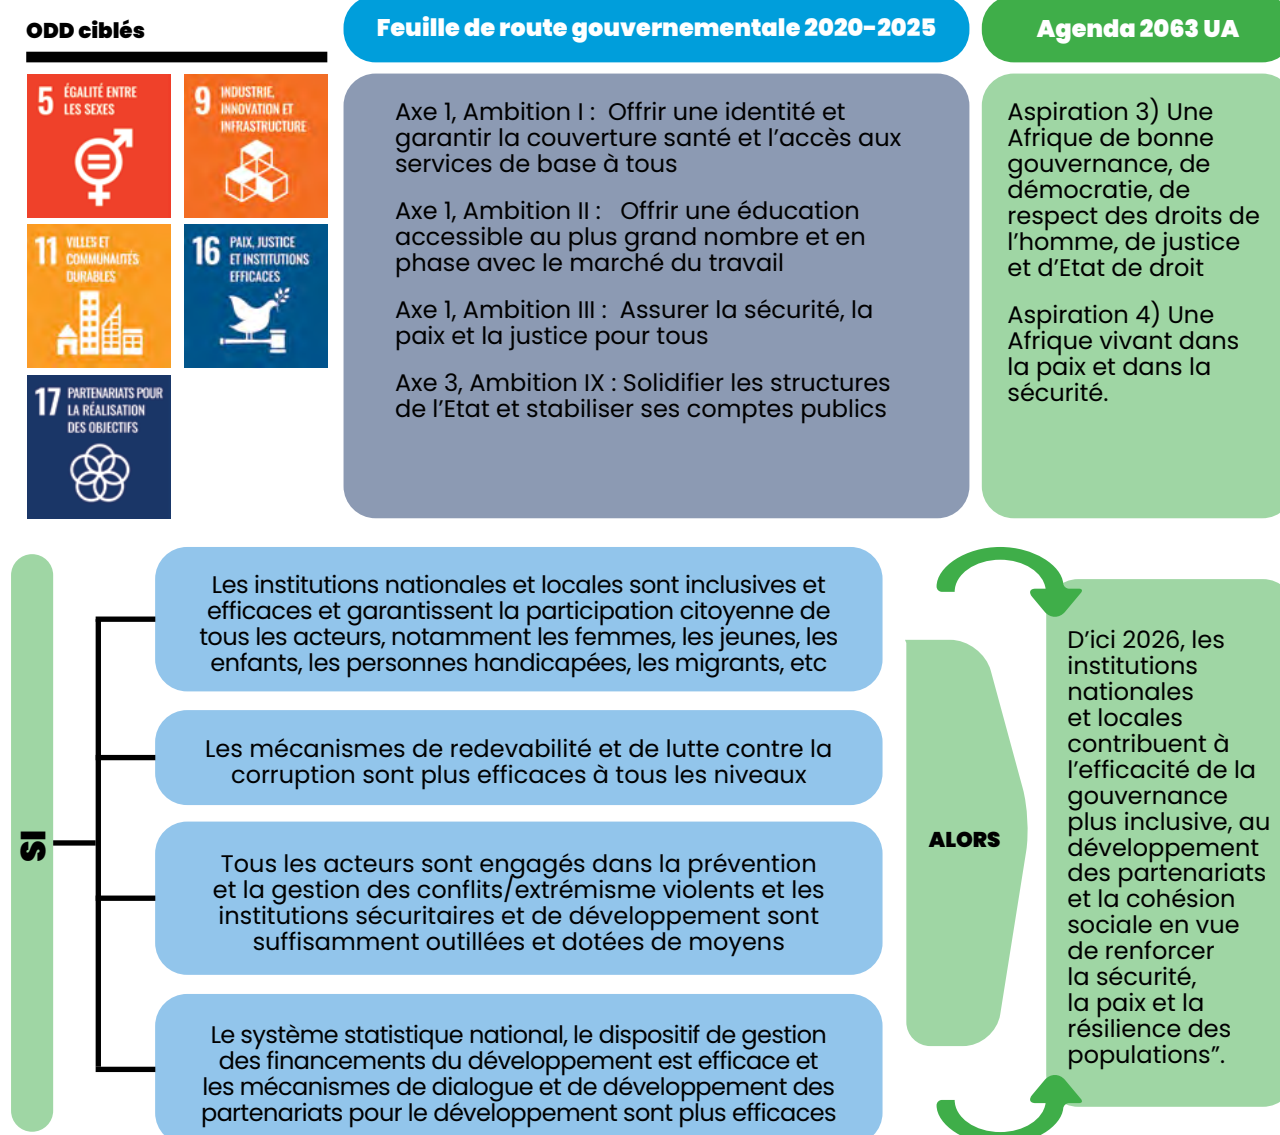 ODD ciblés
5 ÉGALITÉ ENTRE
LES SEXES
9 INDUSTRIE,
INNOVATION ET
INFRASTRUCTURE
11 VILLES ET
COMMUNAUTÉS
DURABLES
16 PAIX, JUSTICE
ET INSTITUTIONS
EFFICACES
17 PARTENARIATS POUR
LA RÉALISATION
DES OBJECTIFS
Feuille de route gouvernementale 2020-2025
Axe 1, Ambition I : Offrir une identité et
garantir la couverture santé et l'accès aux
services de base à tous
Axe 1, Ambition II : Offrir une éducation
accessible au plus grand nombre et en
phase avec le marché du travail
Axe 1, Ambition III : Assurer la sécurité, la
paix et la justice pour tous
Axe 3, Ambition IX : Solidifier les structures
de l'Etat et stabiliser ses comptes publics
Agenda 2063 UA
Aspiration 3) Une
Afrique de bonne
gouvernance, de
démocratie, de
respect des droits de
l'homme, de justice
et d'Etat de droit
Aspiration 4) Une
Afrique vivant dans
la paix et dans la
sécurité.
SI
Les institutions nationales et locales sont inclusives et
efficaces et garantissent la participation citoyenne de
tous les acteurs, notamment les femmes, les jeunes, les
enfants, les personnes handicapées, les migrants, etc
Les mécanismes de redevabilité et de lutte contre la
corruption sont plus efficaces à tous les niveaux
Tous les acteurs sont engagés dans la prévention
et la gestion des conflits/extrémisme violents et les
institutions sécuritaires et de développement sont
suffisamment outillées et dotées de moyens
Le système statistique national, le dispositif de gestion
des financements du développement est efficace et
les mécanismes de dialogue et de développement des
partenariats pour le développement sont plus efficaces
ALORS
D'ici 2026, les
institutions
nationales
et locales
contribuent à
l'efficacité de la
gouvernance
plus inclusive, au
développement
des partenariats
et la cohésion
sociale en vue
de renforcer
la sécurité,
la paix et la
résilience des
populations”.